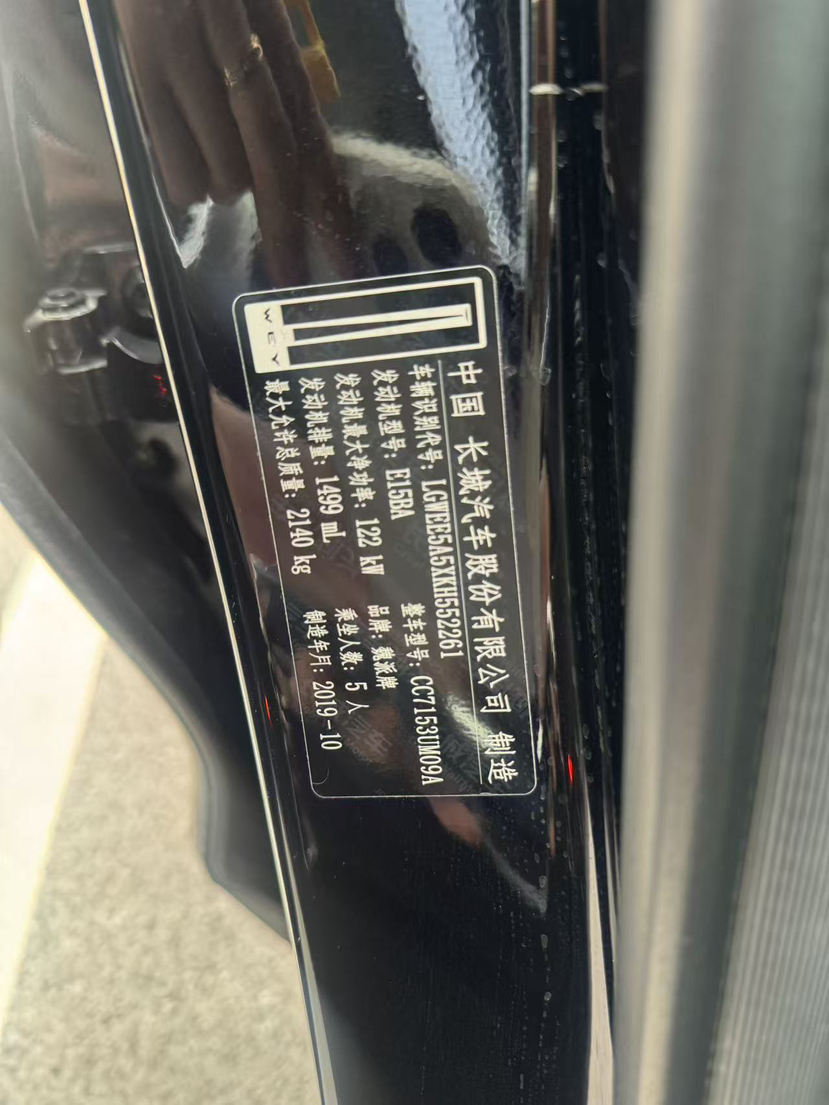 WEY
中国 长城汽车股份有限公司 制造
车辆识别代号: LGWEE5A5XKH552261
发动机型号: E15BA 整车型号: CC7153UM09A
发动机最大净功率: 122 kW 品牌: 魏派牌
发动机排量: 1499 mL 乘坐人数: 5 人
最大允许总质量: 2140 kg 制造年月: 2019-10